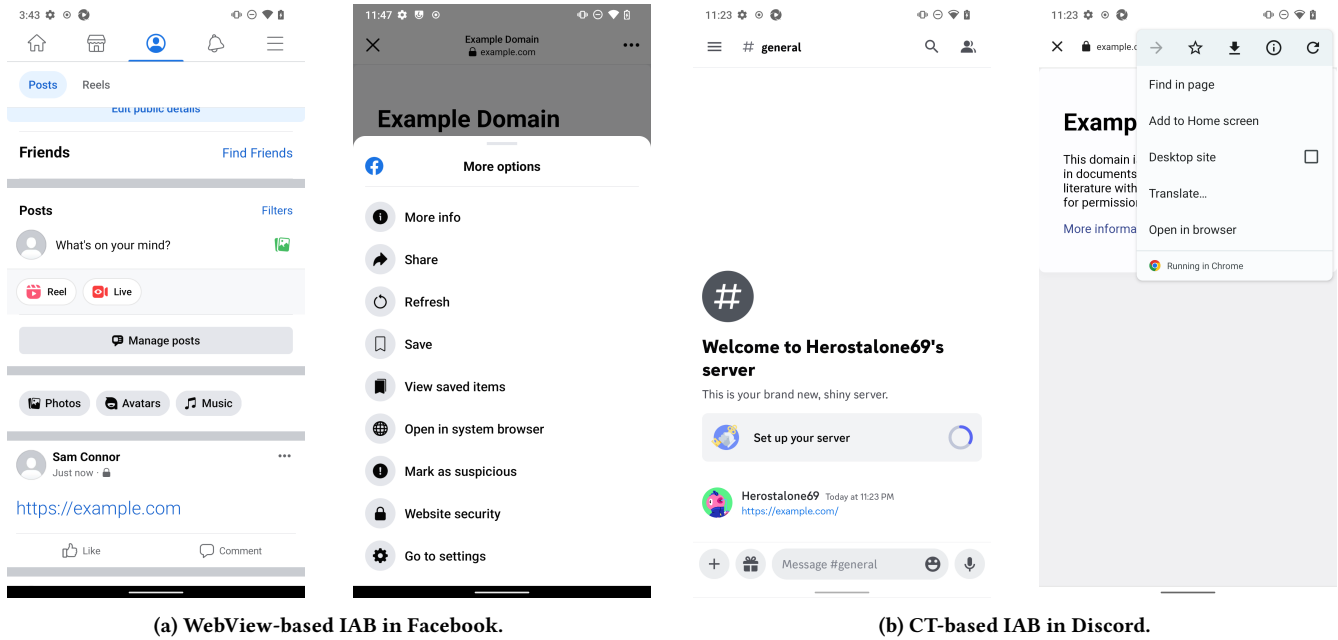 3:43
Posts
Reels
Edit public details
Friends
Find Friends
Posts
Filters
What's on your mind?
Reel
Live
Manage posts
Photos
Avatars
Music
Sam Connor
Just now ·
https://example.com
Like
Comment
11:47
Example Domain
example.com
Example Domain
More options
More info
Share
Refresh
Save
View saved items
Open in system browser
Mark as suspicious
Website security
Go to settings
(a) WebView-based IAB in Facebook.
11:23
# general
#
Welcome to Herostalone69's
server
This is your brand new, shiny server.
Set up your server
Herostalone69 Today at 11:23 PM
https://example.com/
Message #general
11:23
example.c
Examp
This domain i
in documents
literature with
for permission
More informa
Find in page
Add to Home screen
Desktop site
Translate...
Open in browser
Running in Chrome
(b) CT-based IAB in Discord.